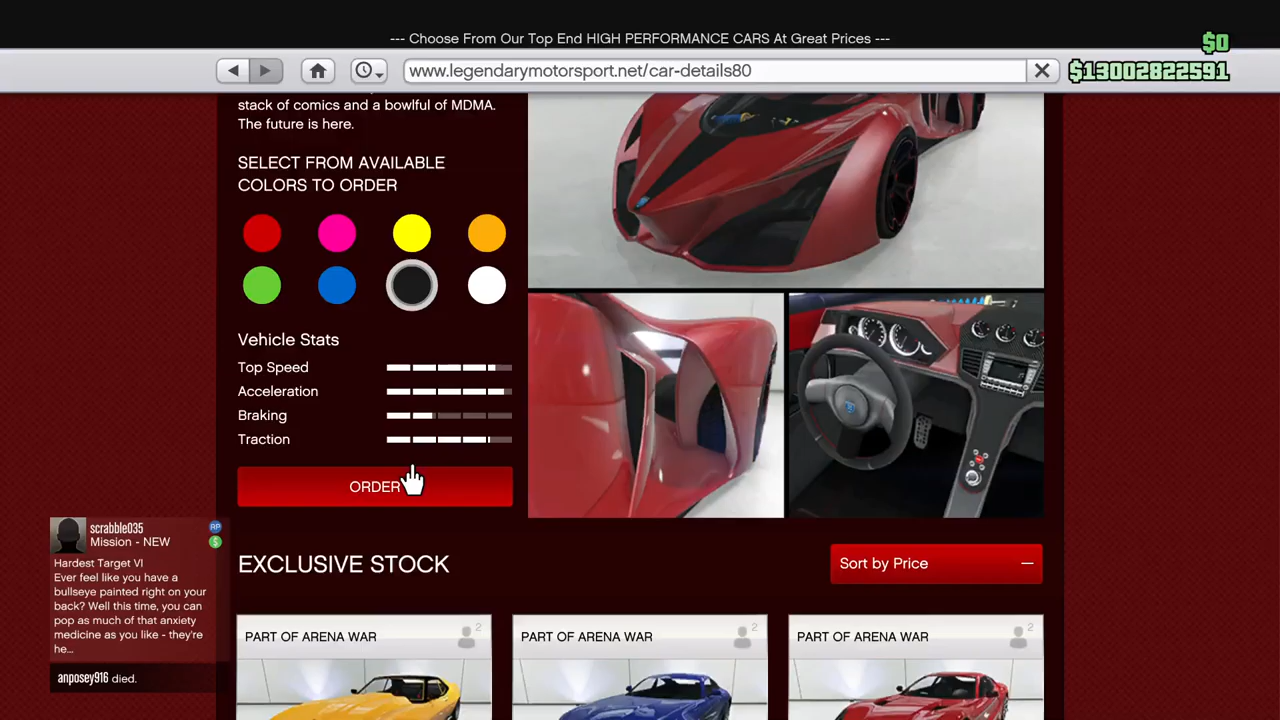 --- Choose From Our Top End HIGH PERFORMANCE CARS At Great Prices ---
$0
$13002822591
www.legendarymotorsport.net/car-details80
stack of comics and a bowlful of MDMA.
The future is here.
SELECT FROM AVAILABLE
COLORS TO ORDER
Vehicle Stats
Top Speed
Acceleration
Braking
Traction
ORDER
scrabble035
RP
Mission - NEW
$
Hardest Target VI
Ever feel like you have a
bullseye painted right on your
back? Well this time, you can
pop as much of that anxiety
medicine as you like - they're
he...
anposey916 died.
EXCLUSIVE STOCK
Sort by Price
PART OF ARENA WAR
2
PART OF ARENA WAR
2
PART OF ARENA WAR
2